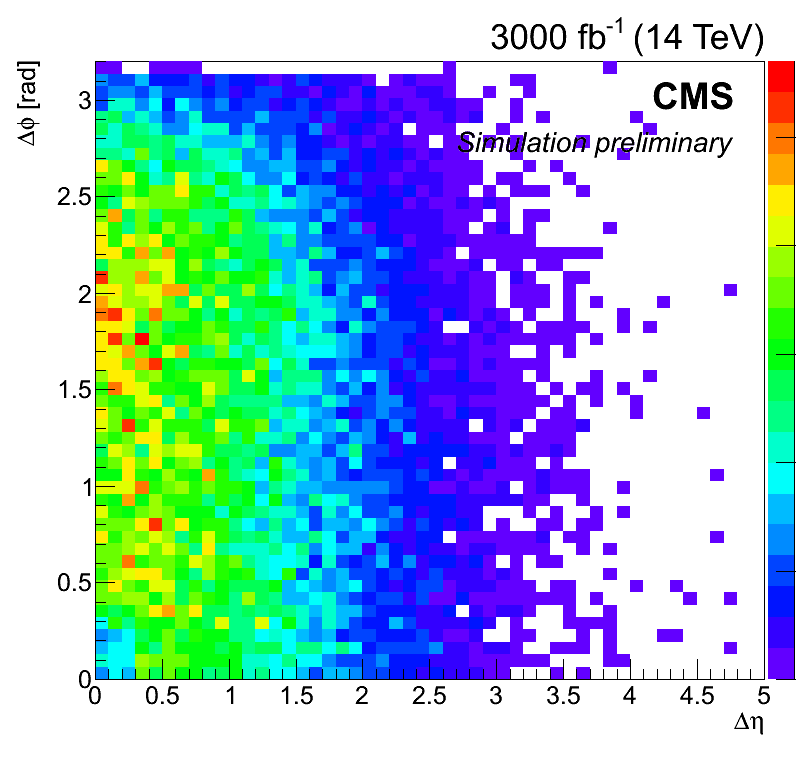 3000 fb-1 (14 TeV)
Δϕ [rad]
CMS
Simulation preliminary
3
2.5
2
1.5
1
0.5
0
0 0.5 1 1.5 2 2.5 3 3.5 4 4.5 5
Δη